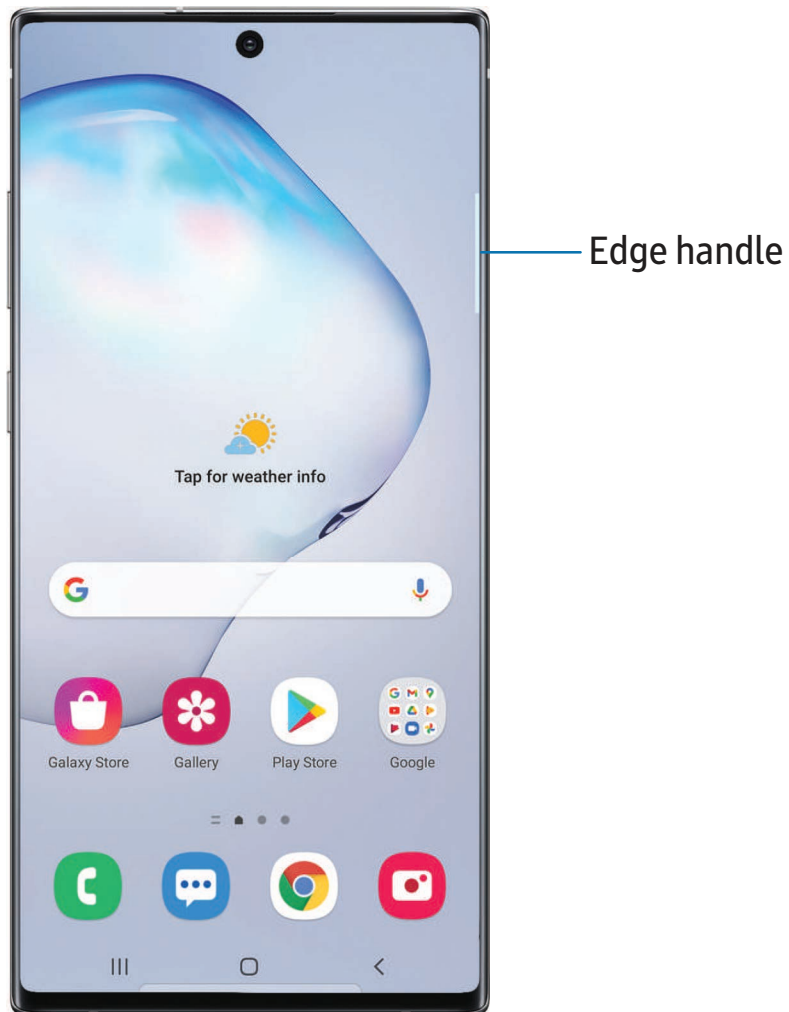 Edge handle
Tap for weather info
Galaxy Store
Gallery
Play Store
Google